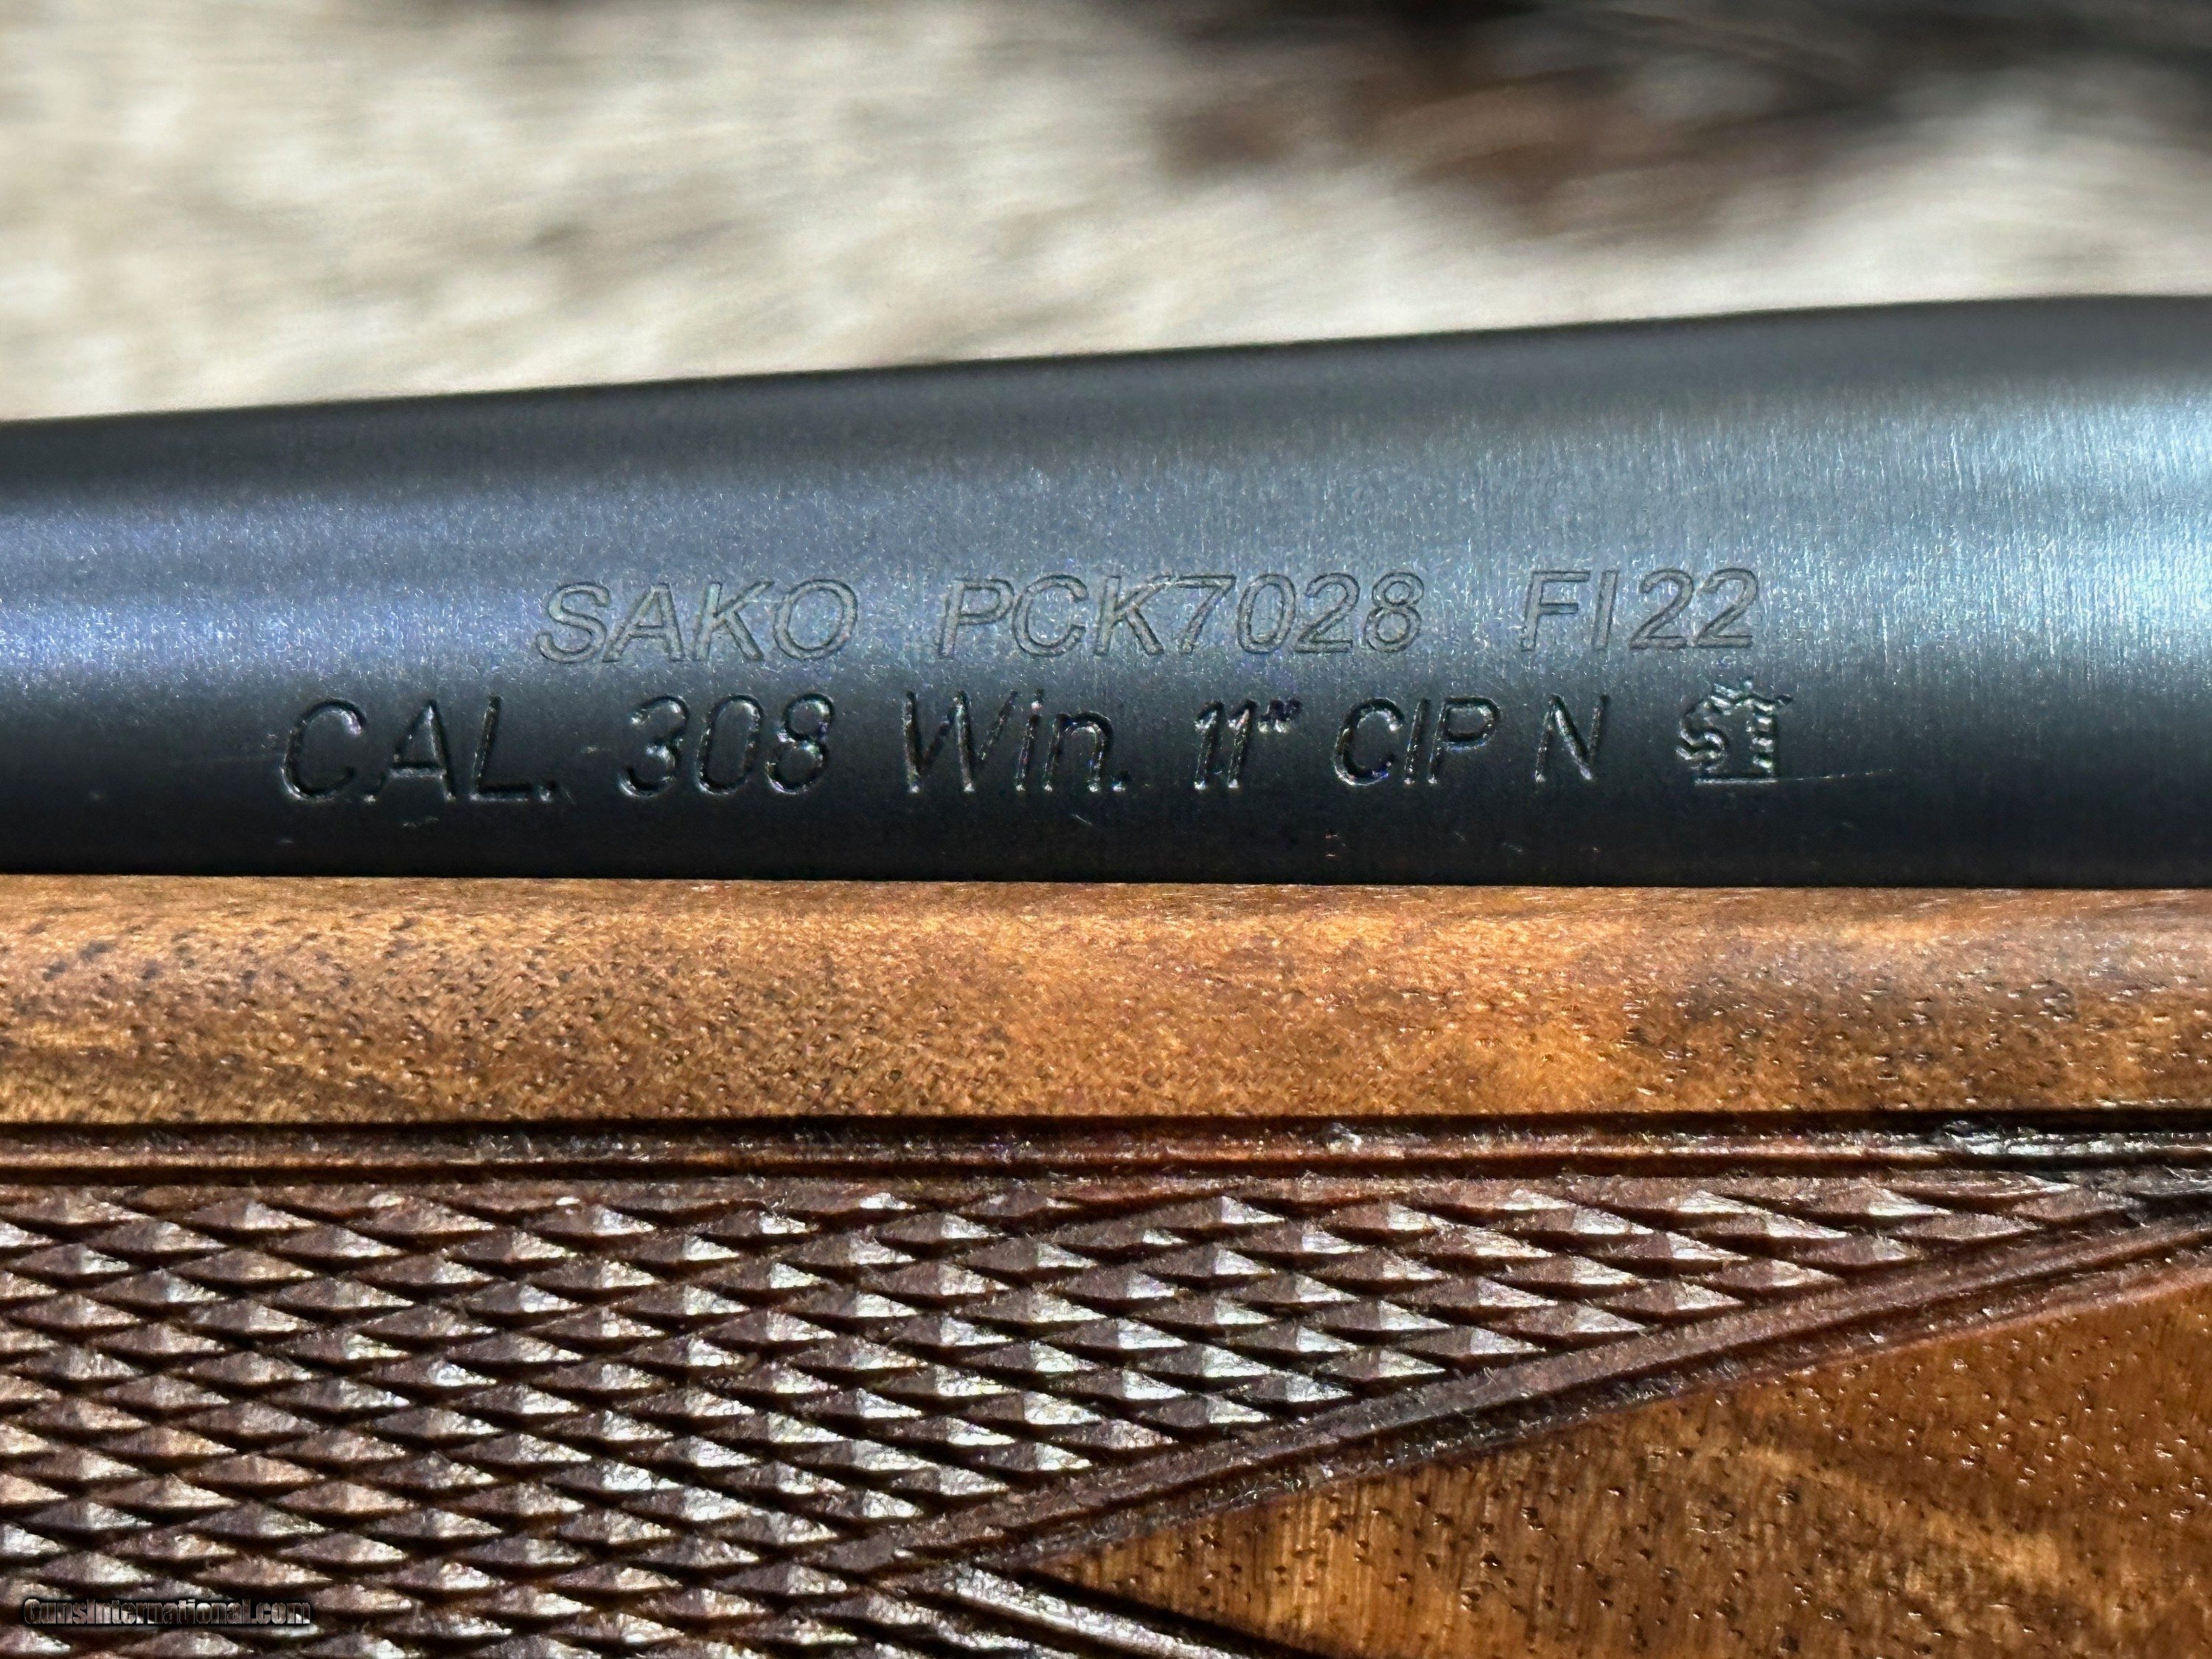 SAKO PCK7028 FI22
CAL. 308 Win. 11" CIP N
GunsInternational.com